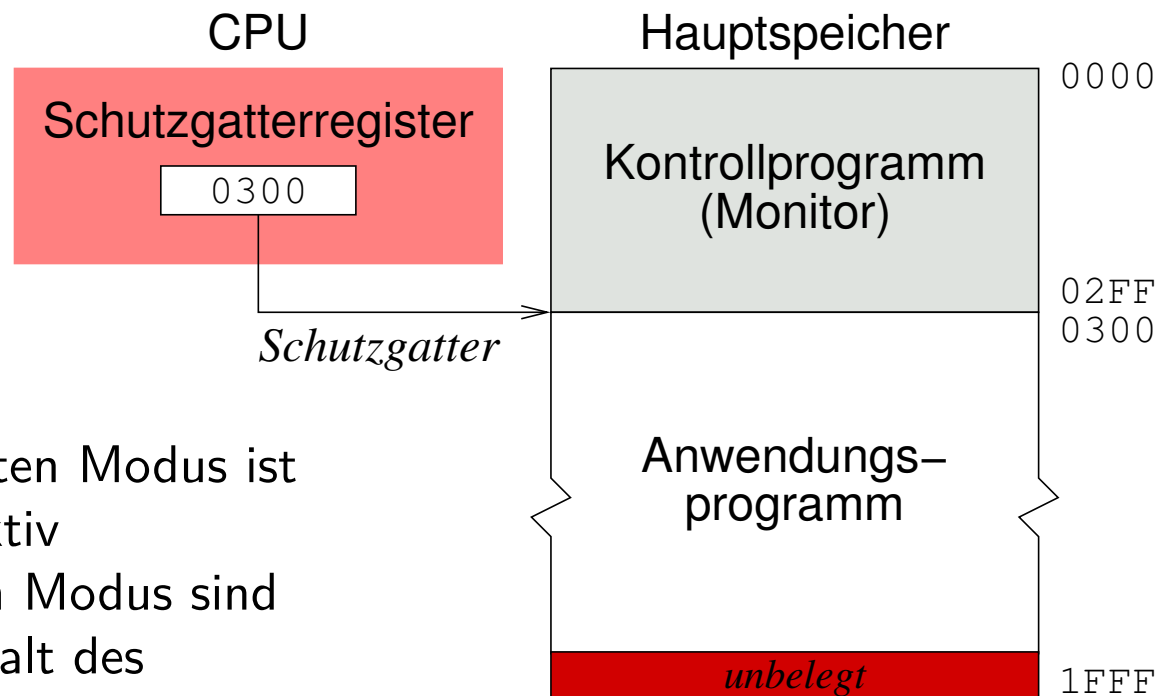 CPU
Hauptspeicher
Schutzgatterregister
0300
Schutzgatter
0000
Kontrollprogramm
(Monitor)
02FF
0300
Anwendungs–
programm
unbelegt
1FFF
ten Modus ist
ktiv
n Modus sind
alt des